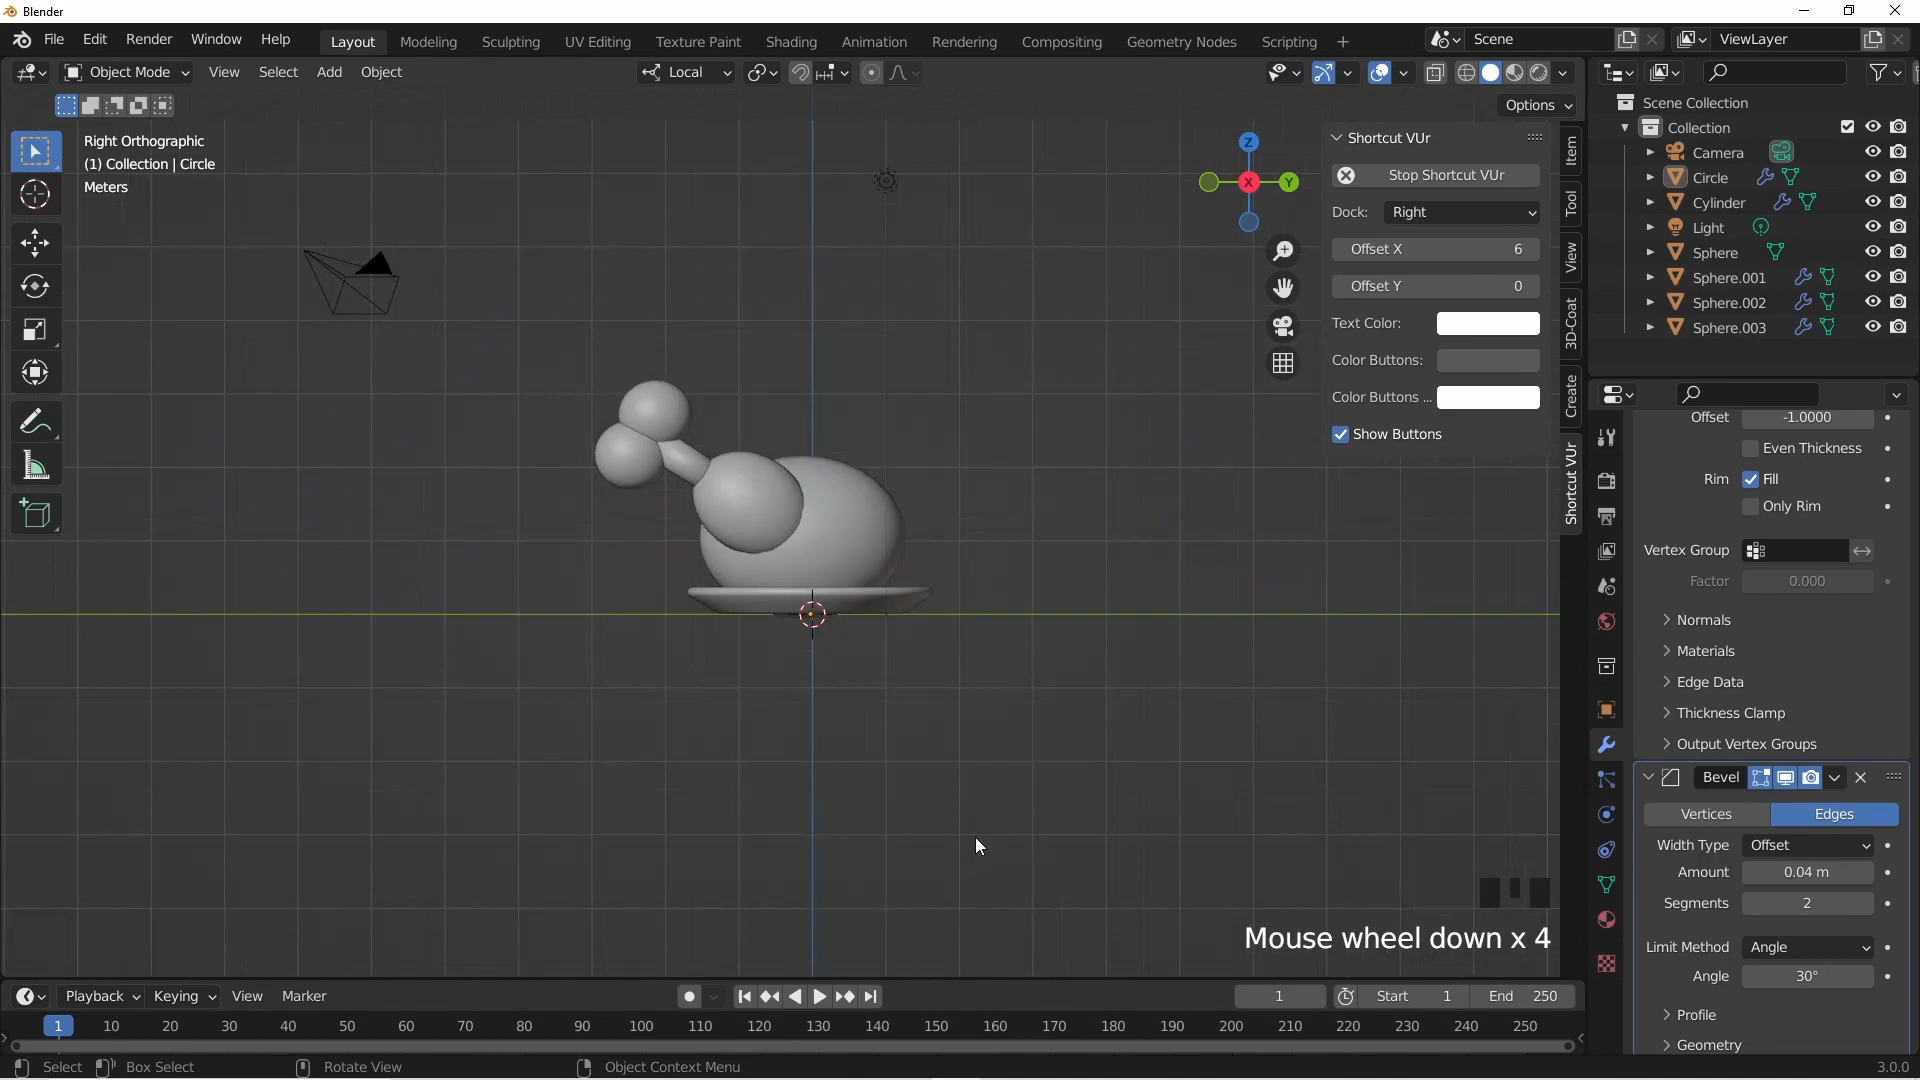 Blender
File Edit Render Window Help Layout Modeling Sculpting UV Editing Texture Paint Shading Animation Rendering Compositing Geometry Nodes Scripting + Scene ViewLayer
Object Mode View Select Add Object Local
Options
Right Orthographic
(1) Collection | Circle
Meters
Z
X
Y
Shortcut VUr
Stop Shortcut VUr
Dock: Right
Offset X 6
Offset Y 0
Text Color:
Color Buttons:
Color Buttons ...
Show Buttons
Item
Tool
View
3D-Coat
Create
Shortcut VUr
Mouse wheel down x 4
Scene Collection
Collection
Camera
Circle
Cylinder
Light
Sphere
Sphere.001
Sphere.002
Sphere.003
Offset -1.0000
Even Thickness
Rim Fill
Only Rim
Vertex Group
Factor 0.000
Normals
Materials
Edge Data
Thickness Clamp
Output Vertex Groups
Bevel
Vertices Edges
Width Type Offset
Amount 0.04 m
Segments 2
Limit Method Angle
Angle 30°
Profile
Geometry
Playback Keying View Marker 1 Start 1 End 250
1 10 20 30 40 50 60 70 80 90 100 110 120 130 140 150 160 170 180 190 200 210 220 230 240 250
Select Box Select Rotate View Object Context Menu 3.0.0